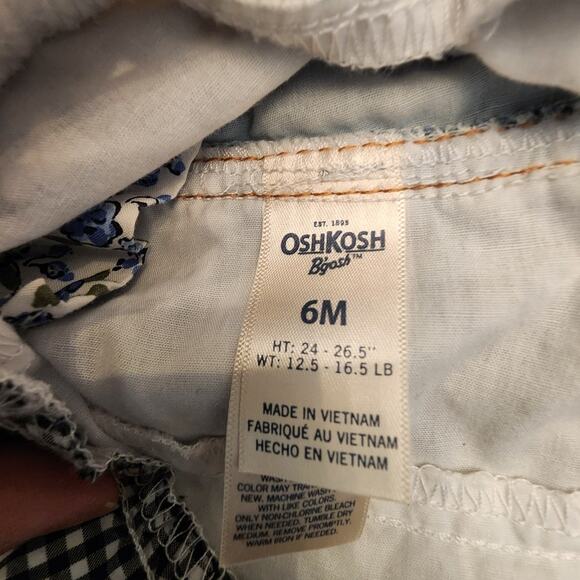 EST. 1895
OSHKOSH
B'gosh™
6M
HT: 24 - 26.5"
WT: 12.5 - 16.5 LB
MADE IN VIETNAM
FABRIQUÉ AU VIETNAM
HECHO EN VIETNAM
COLOR MAY
NEW. MACHINE WASH
WITH LIKE COLORS.
ONLY NON-CHLORINE BLEACH
WHEN NEEDED. TUMBLE DRY
MEDIUM. REMOVE PROMPTLY.
WARM IRON IF NEEDED.